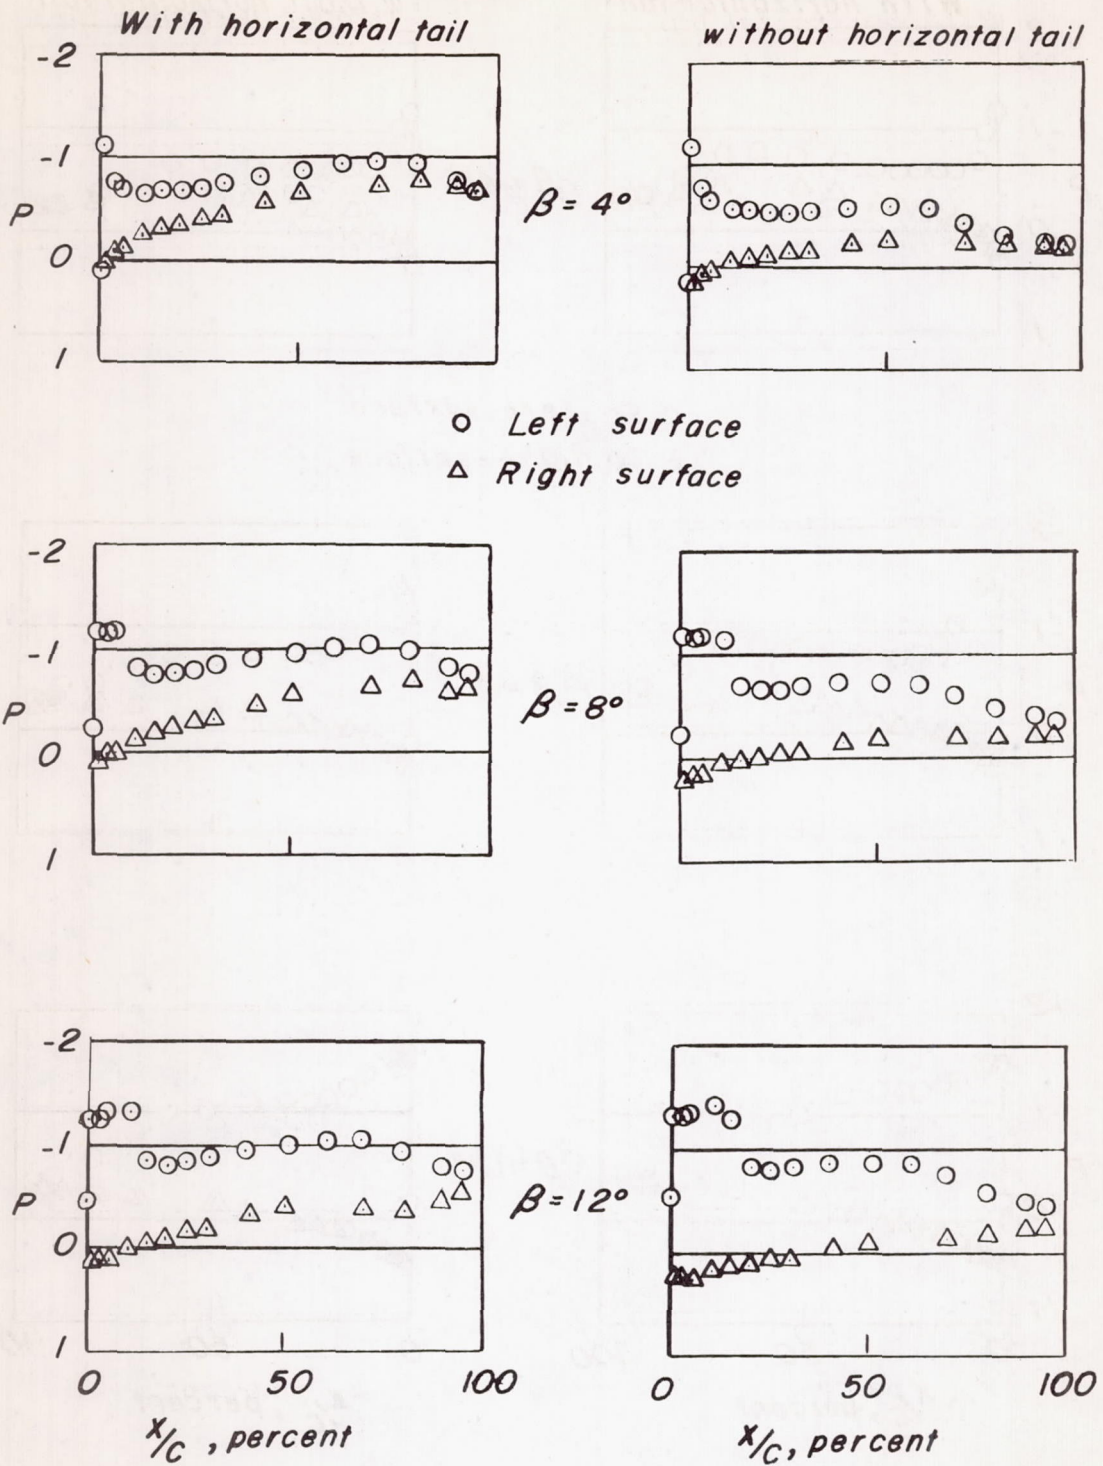 With horizontal tail
without horizontal tail
-2
-1
P
0
1
β = 4°
Left surface
Right surface
-2
-1
P
0
1
β = 8°
-2
-1
P
0
1
β = 12°
0 50 100
0 50 100
x/c, percent
x/c, percent